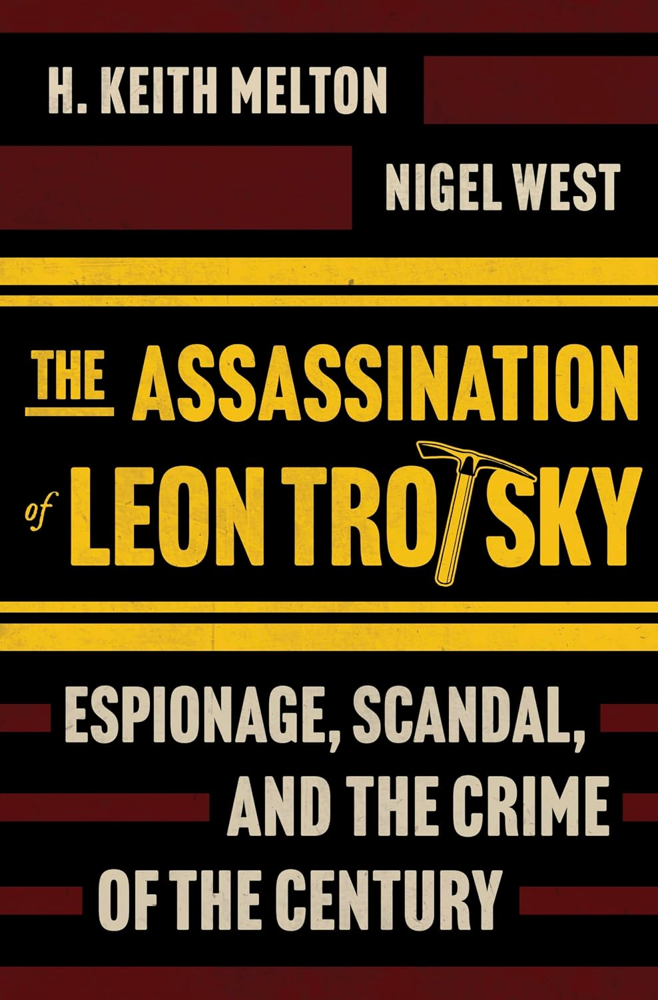 H. KEITH MELTON
NIGEL WEST
THE ASSASSINATION
of LEON TROTSKY
ESPIONAGE, SCANDAL,
AND THE CRIME
OF THE CENTURY